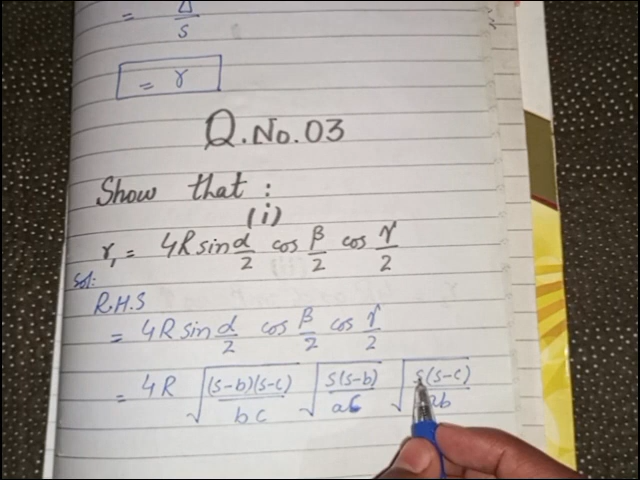 = Δ/s
= r
Q.No.03
Show that :
(i)
r₁ = 4R sin α/2 cos β/2 cos γ/2
Sol:
R.H.S
= 4R sin α/2 cos β/2 cos γ/2
= 4R √((s-b)(s-c)/bc) √(s(s-b)/ac) √(s(s-c)/ab)